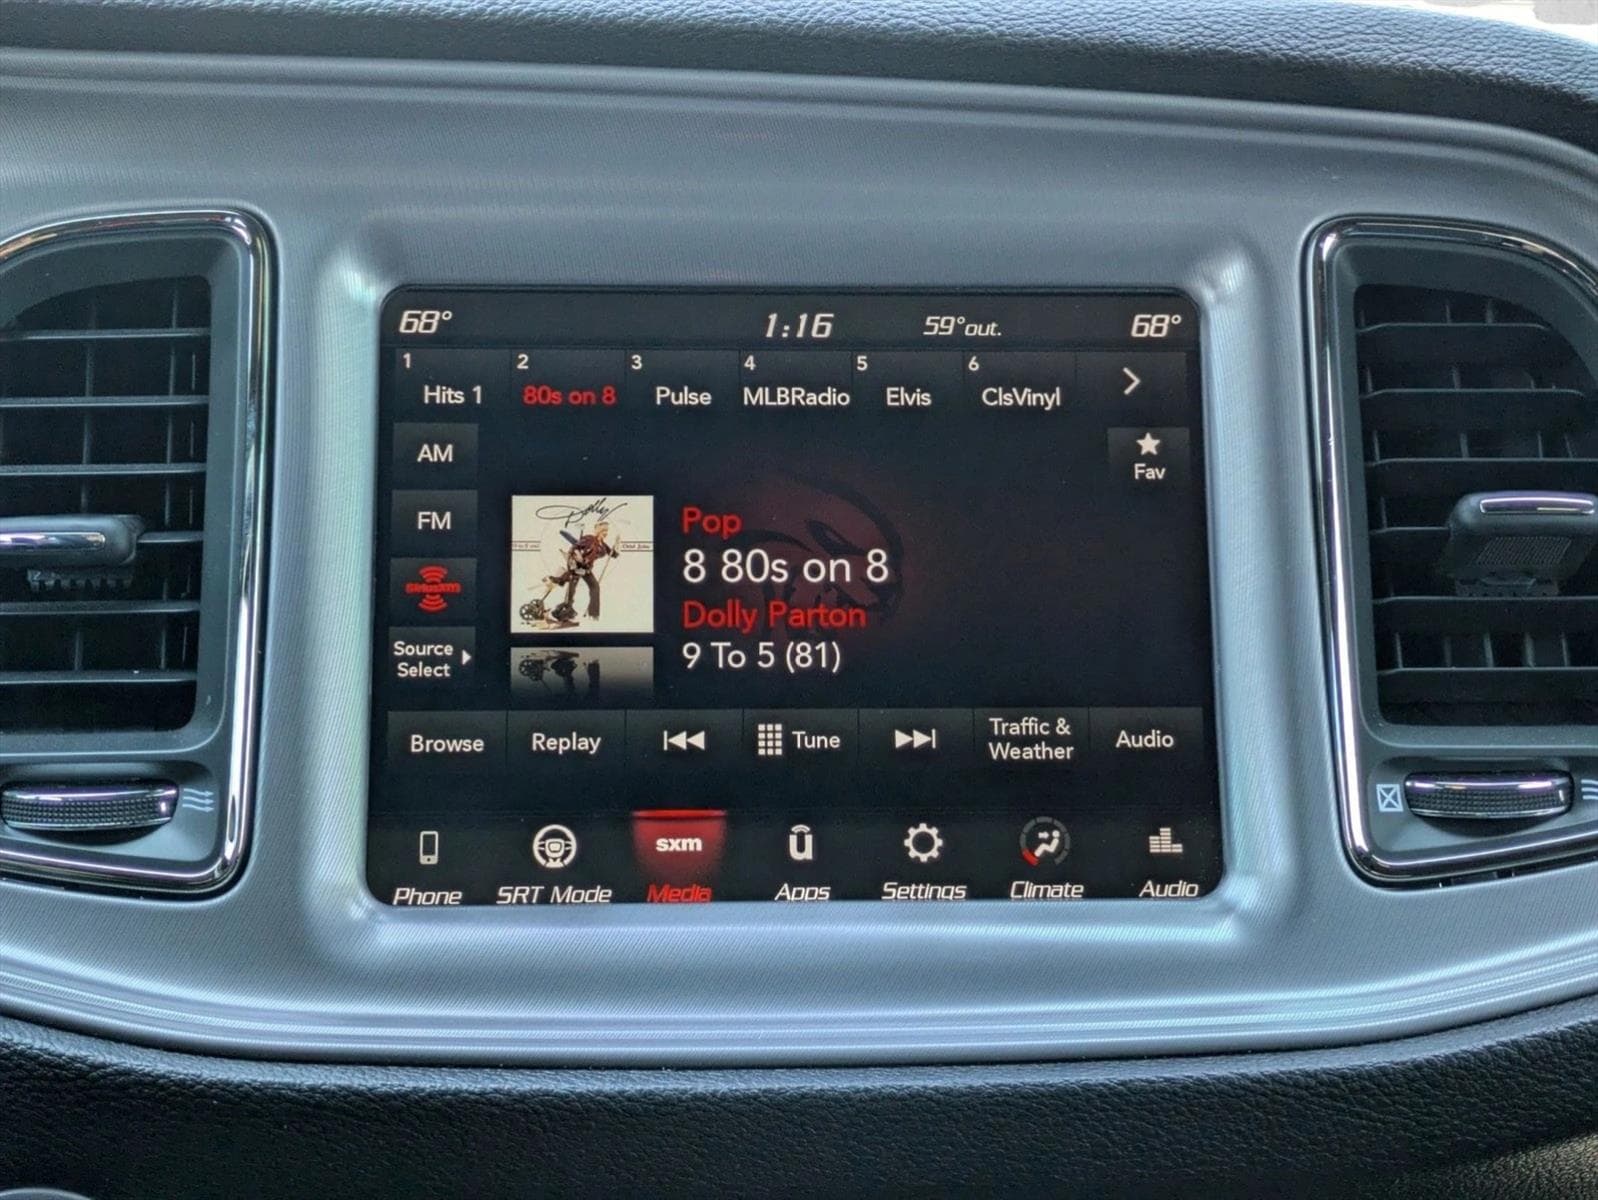 68° 1:16 59° out. 68°
1 2 3 4 5 6
Hits 1 80s on 8 Pulse MLBRadio Elvis ClsVinyl
AM
Fav
Dolly
FM
Pop
8 80s on 8
siriusxm
Dolly Parton
Source
Select
9 To 5 (81)
Browse Replay Tune Traffic &
Weather Audio
sxm
Phone SRT Mode Media Apps Settings Climate Audio